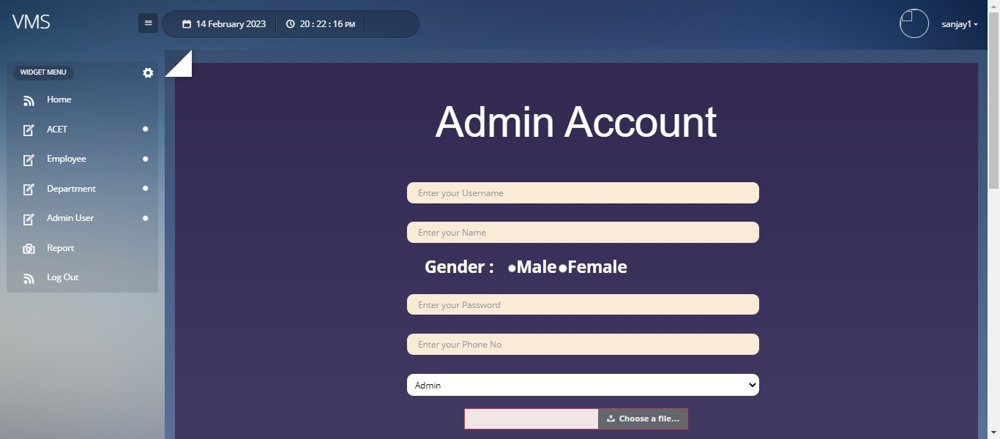 VMS
14 February 2023 20 : 22 : 16 PM
sanjay1
WIDGET MENU
Home
ACET
Employee
Department
Admin User
Report
Log Out
Admin Account
Enter your Username
Enter your Name
Gender : Male Female
Enter your Password
Enter your Phone No
Admin
Choose a file...